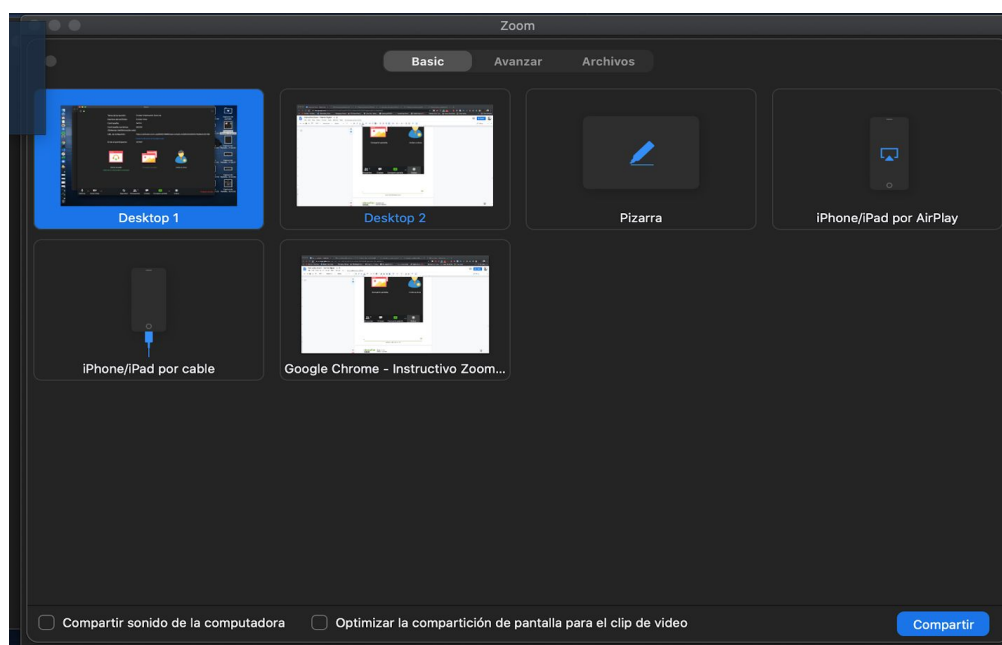 Zoom
Basic Avanzar Archivos
Desktop 1
Desktop 2
Pizarra
iPhone/iPad por AirPlay
iPhone/iPad por cable
Google Chrome - Instructivo Zoom...
Compartir sonido de la computadora
Optimizar la compartición de pantalla para el clip de video
Compartir